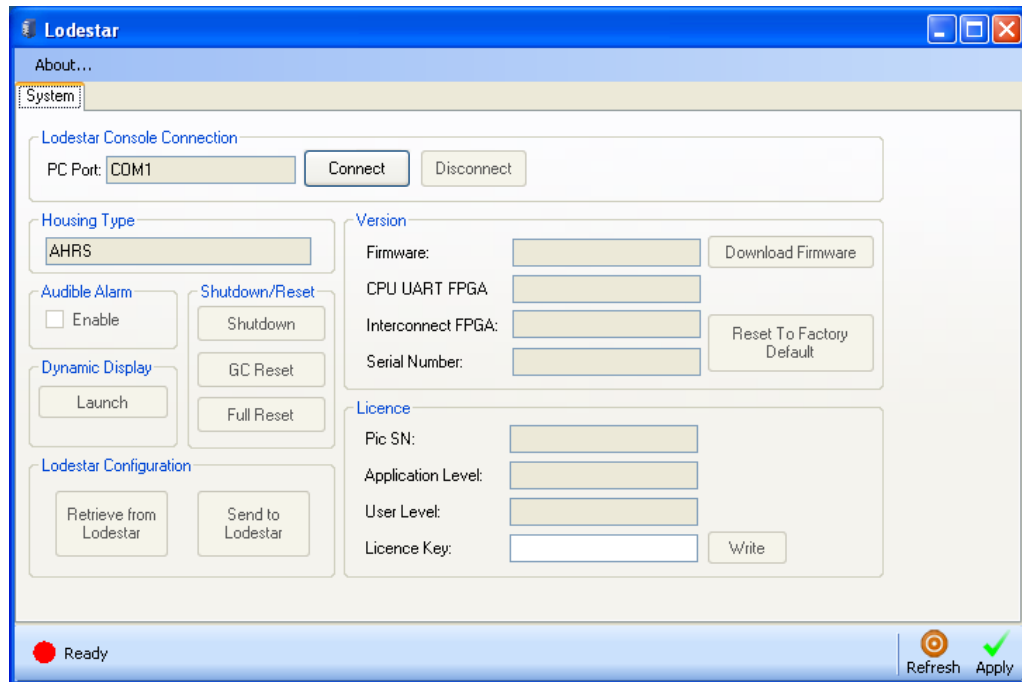 Lodestar
About...
System
Lodestar Console Connection
PC Port: COM1
Connect
Disconnect
Housing Type
AHRS
Audible Alarm
Enable
Shutdown/Reset
Shutdown
GC Reset
Full Reset
Dynamic Display
Launch
Lodestar Configuration
Retrieve from
Lodestar
Send to
Lodestar
Version
Firmware:
Download Firmware
CPU UART FPGA
Interconnect FPGA:
Reset To Factory
Default
Serial Number:
Licence
Pic SN:
Application Level:
User Level:
Licence Key:
Write
Ready
Refresh
Apply